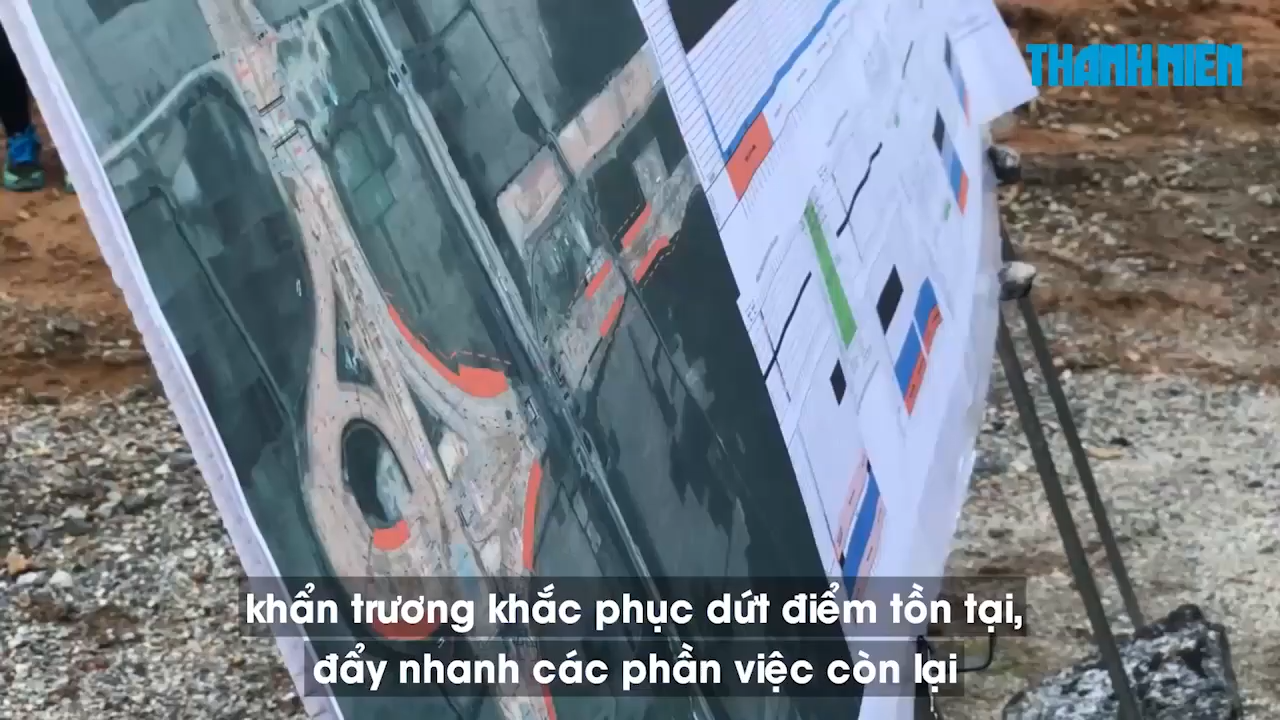 THANH NIEN
khẩn trương khắc phục dứt điểm tồn tại,
đẩy nhanh các phần việc còn lại